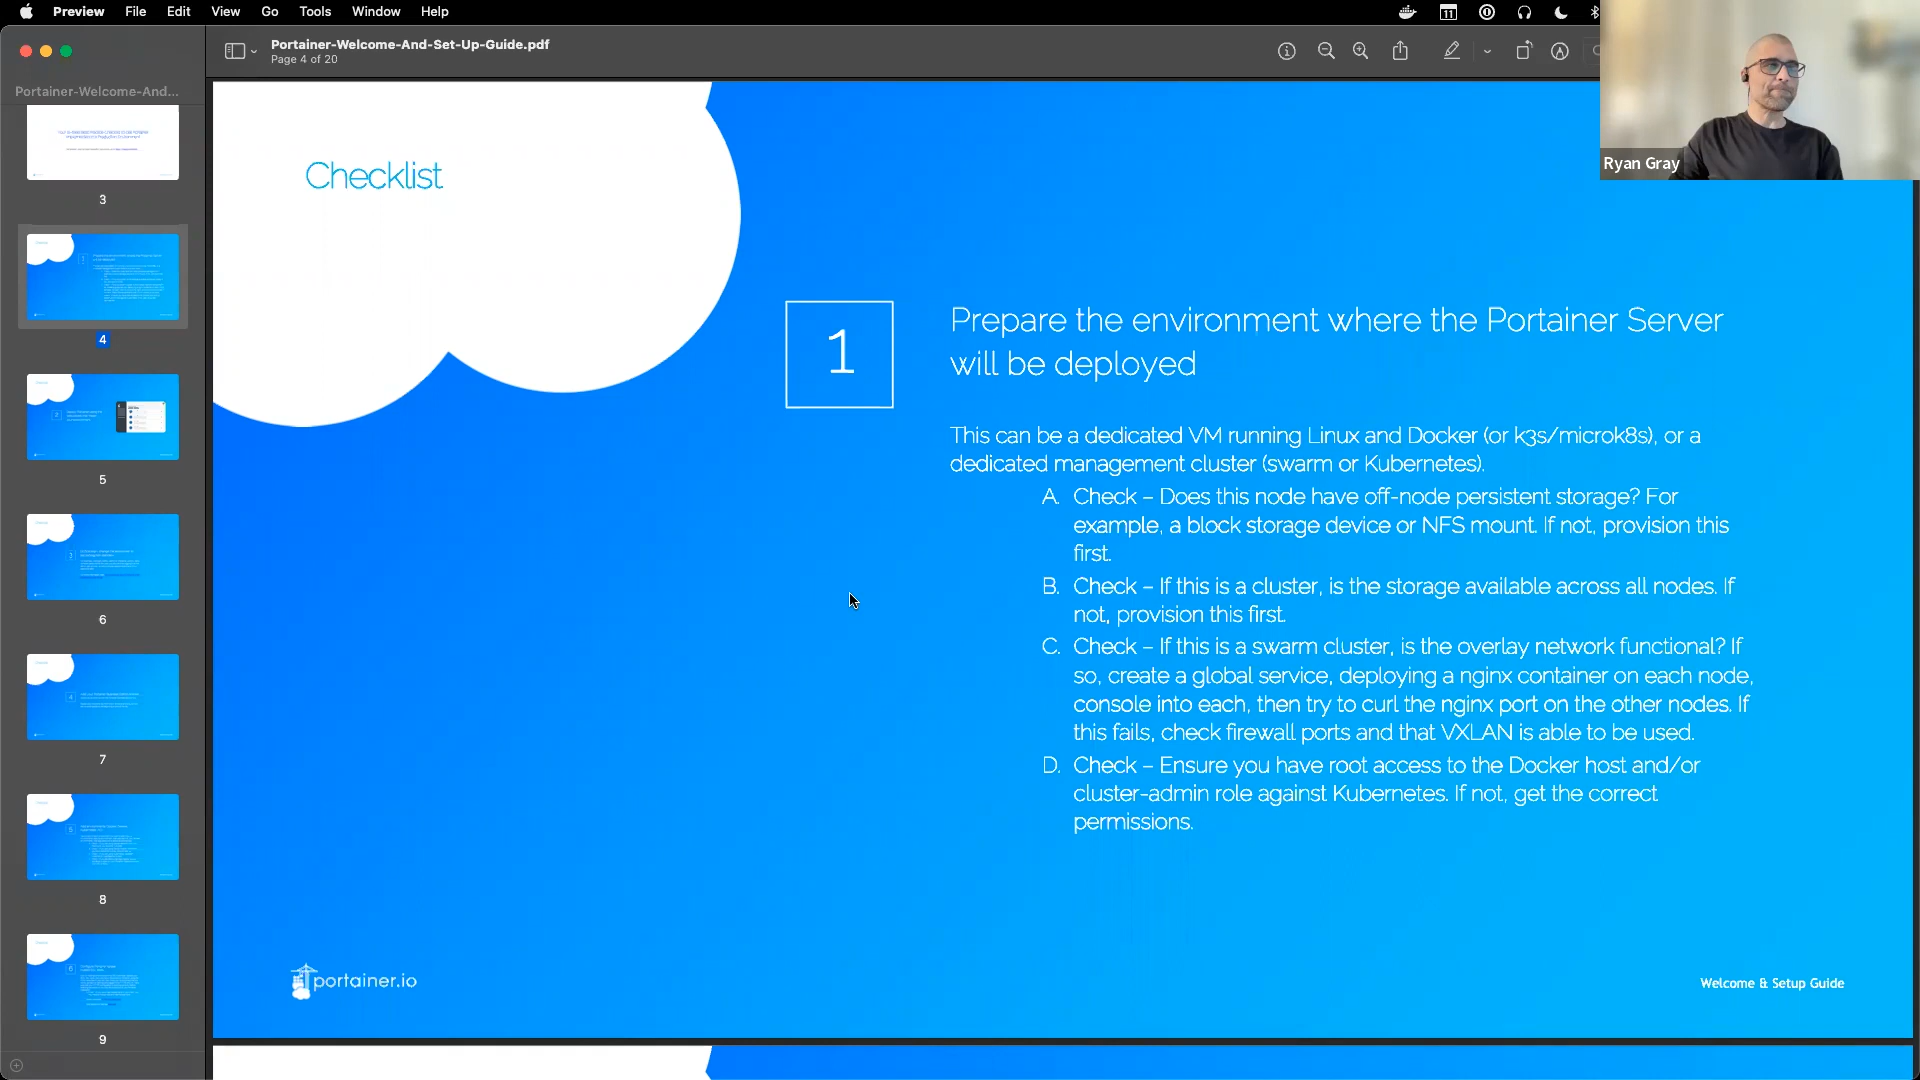 Preview File Edit View Go Tools Window Help
11
Portainer-Welcome-And-Set-Up-Guide.pdf
Page 4 of 20
Portainer-Welcome-And...
3
4
5
6
7
8
9
Ryan Gray
Checklist
1
Prepare the environment where the Portainer Server
will be deployed
This can be a dedicated VM running Linux and Docker (or k3s/microk8s), or a
dedicated management cluster (swarm or Kubernetes).
A. Check – Does this node have off-node persistent storage? For
example, a block storage device or NFS mount. If not, provision this
first.
B. Check – If this is a cluster, is the storage available across all nodes. If
not, provision this first.
C. Check – If this is a swarm cluster, is the overlay network functional? If
so, create a global service, deploying a nginx container on each node,
console into each, then try to curl the nginx port on the other nodes. If
this fails, check firewall ports and that VXLAN is able to be used.
D. Check – Ensure you have root access to the Docker host and/or
cluster-admin role against Kubernetes. If not, get the correct
permissions.
portainer.io
Welcome & Setup Guide